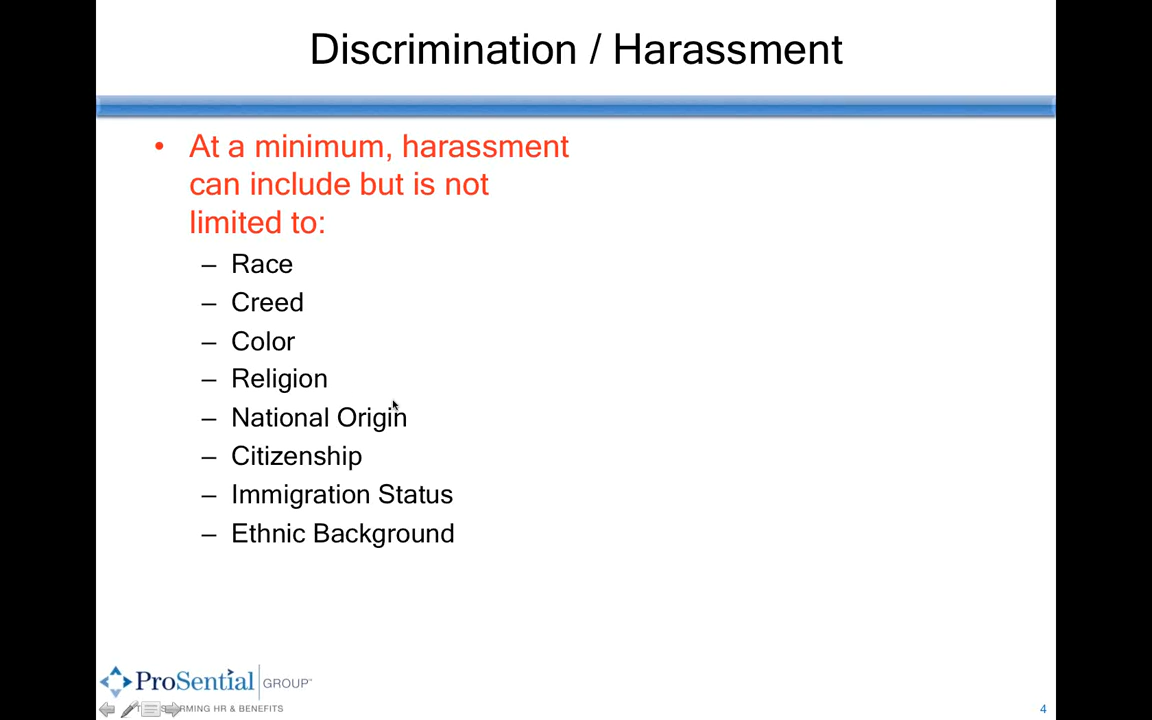 Discrimination / Harassment
• At a minimum, harassment
can include but is not
limited to:
– Race
– Creed
– Color
– Religion
– National Origin
– Citizenship
– Immigration Status
– Ethnic Background
ProSential GROUP
RMING HR & BENEFITS
4